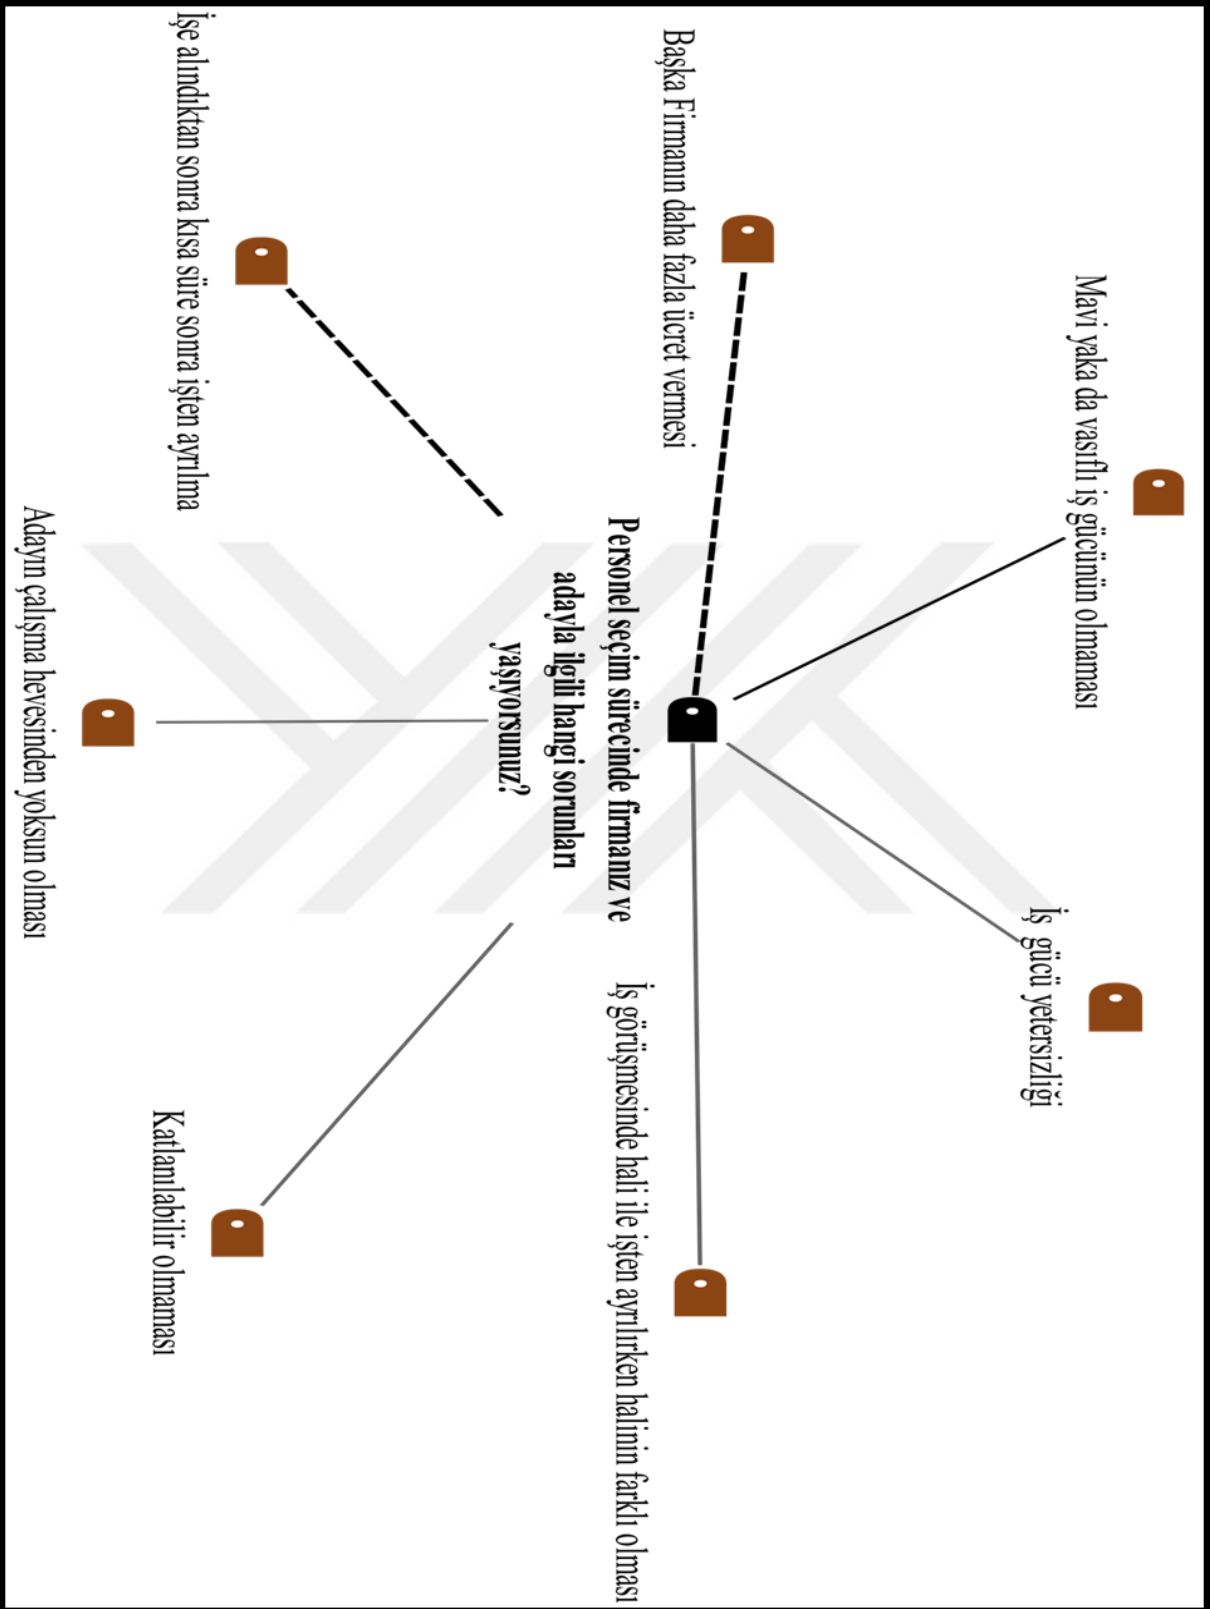 Mavi yaka da vasıflı iş gücünün olmaması
İş gücü yetersizliği
Başka Firmanın daha fazla ücret vermesi
Personel seçim sürecinde firmanız ve
adayla ilgili hangi sorunları
yaşıyorsunuz?
İş görüşmesinde hali ile işten ayrılırken halinin farklı olması
İşe alındıktan sonra kısa süre sonra işten ayrılma
Katlanılabilir olmaması
Adayın çalışma hevesinden yoksun olması